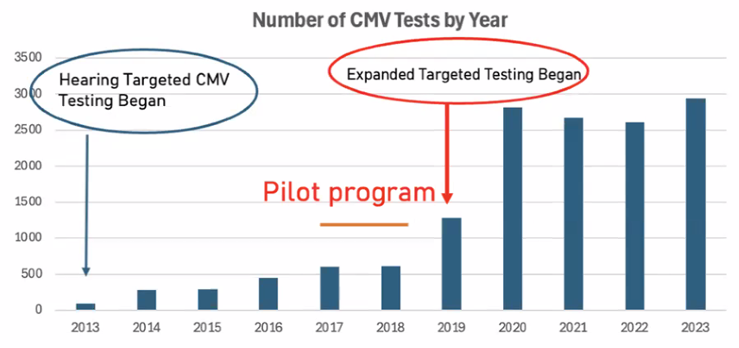 Number of CMV Tests by Year
3500
3000
2500
2000
1500
1000
500
0
Hearing Targeted CMV
Testing Began
Expanded Targeted Testing Began
Pilot program
2013 2014 2015 2016 2017 2018 2019 2020 2021 2022 2023